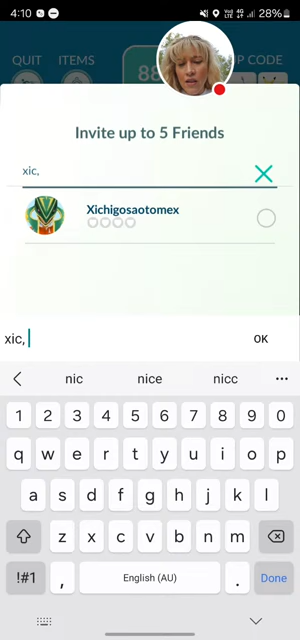 4:10
28%
QUIT
ITEMS
88
P CODE
Invite up to 5 Friends
xic,
Xichigosaotomex
xic,
OK
nic
nice
nicc
1 2 3 4 5 6 7 8 9 0
q w e r t y u i o p
a s d f g h j k l
z x c v b n m
!#1
,
English (AU)
.
Done